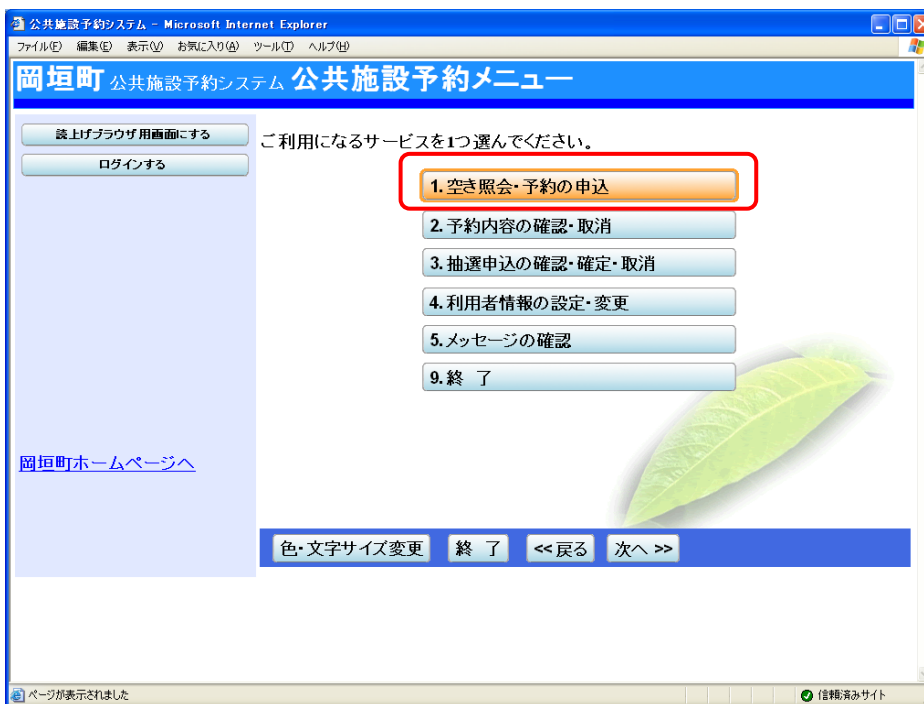 公共施設予約システム - Microsoft Internet Explorer
ファイル(F) 編集(E) 表示(V) お気に入り(A) ツール(T) ヘルプ(H)
岡垣町 公共施設予約システム 公共施設予約メニュー
読上げブラウザ用画面にする
ログインする
ご利用になるサービスを1つ選んでください。
1.空き照会・予約の申込
2.予約内容の確認・取消
3.抽選申込の確認・確定・取消
4.利用者情報の設定・変更
5.メッセージの確認
9.終 了
岡垣町ホームページへ
色・文字サイズ変更 終 了 <<戻る 次へ >>
ページが表示されました 信頼済みサイト